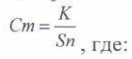 Cm = K / Sn , где: